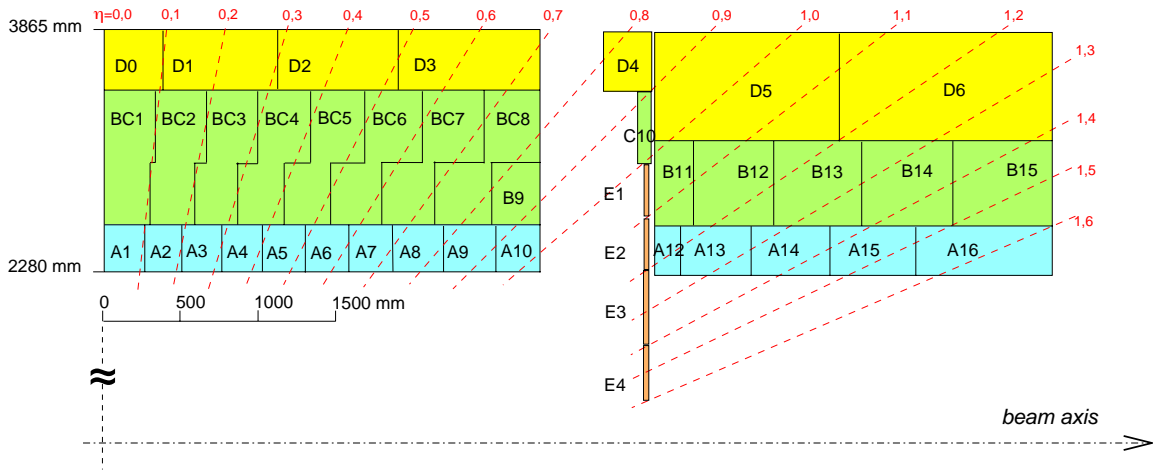 η=0,0 0,1 0,2 0,3 0,4 0,5 0,6 0,7 0,8 0,9 1,0 1,1 1,2
3865 mm
1,3
D0 D1 D2 D3 D4 D5 D6
BC1 BC2 BC3 BC4 BC5 BC6 BC7 BC8 C10 1,4
B11 B12 B13 B14 B15 1,5
E1 B9
1,6
A1 A2 A3 A4 A5 A6 A7 A8 A9 A10 E2 A12 A13 A14 A15 A16
2280 mm
0 500 1000 1500 mm
E3
E4
beam axis